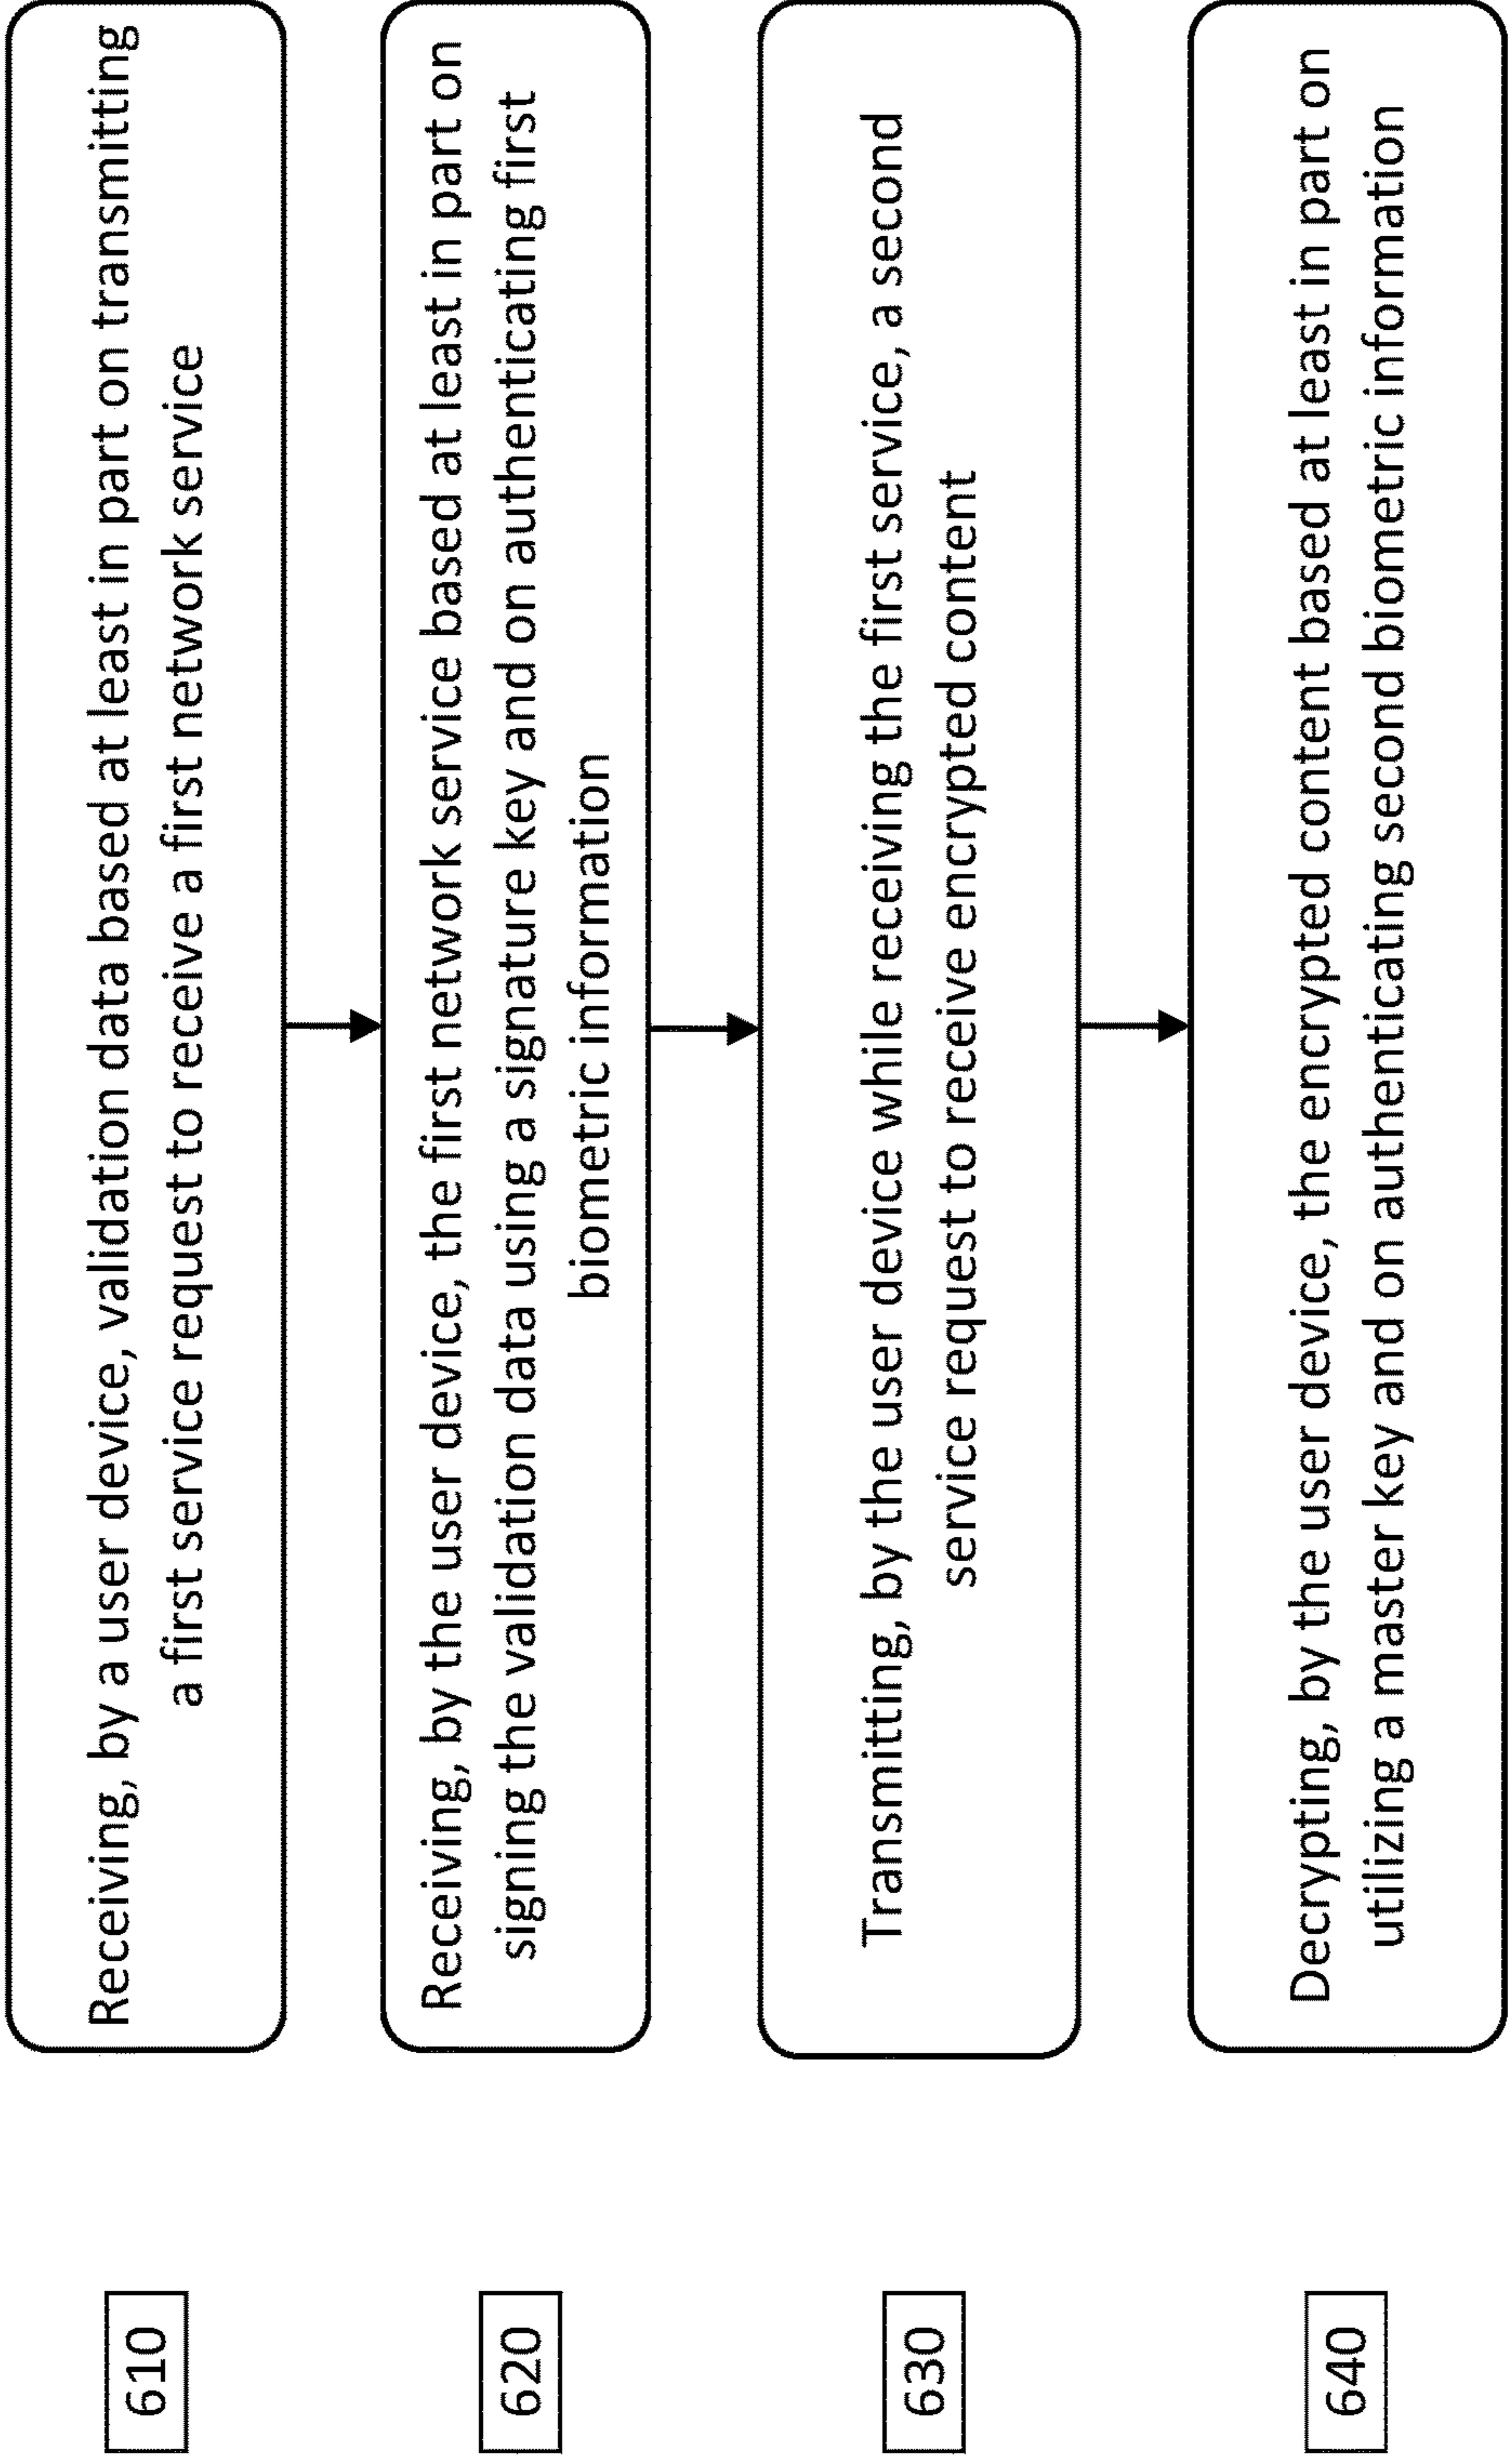 610
Receiving, by a user device, validation data based at least in part on transmitting
a first service request to receive a first network service
620
Receiving, by the user device, the first network service based at least in part on
signing the validation data using a signature key and on authenticating first
biometric information
630
Transmitting, by the user device while receiving the first service, a second
service request to receive encrypted content
640
Decrypting, by the user device, the encrypted content based at least in part on
utilizing a master key and on authenticating second biometric information